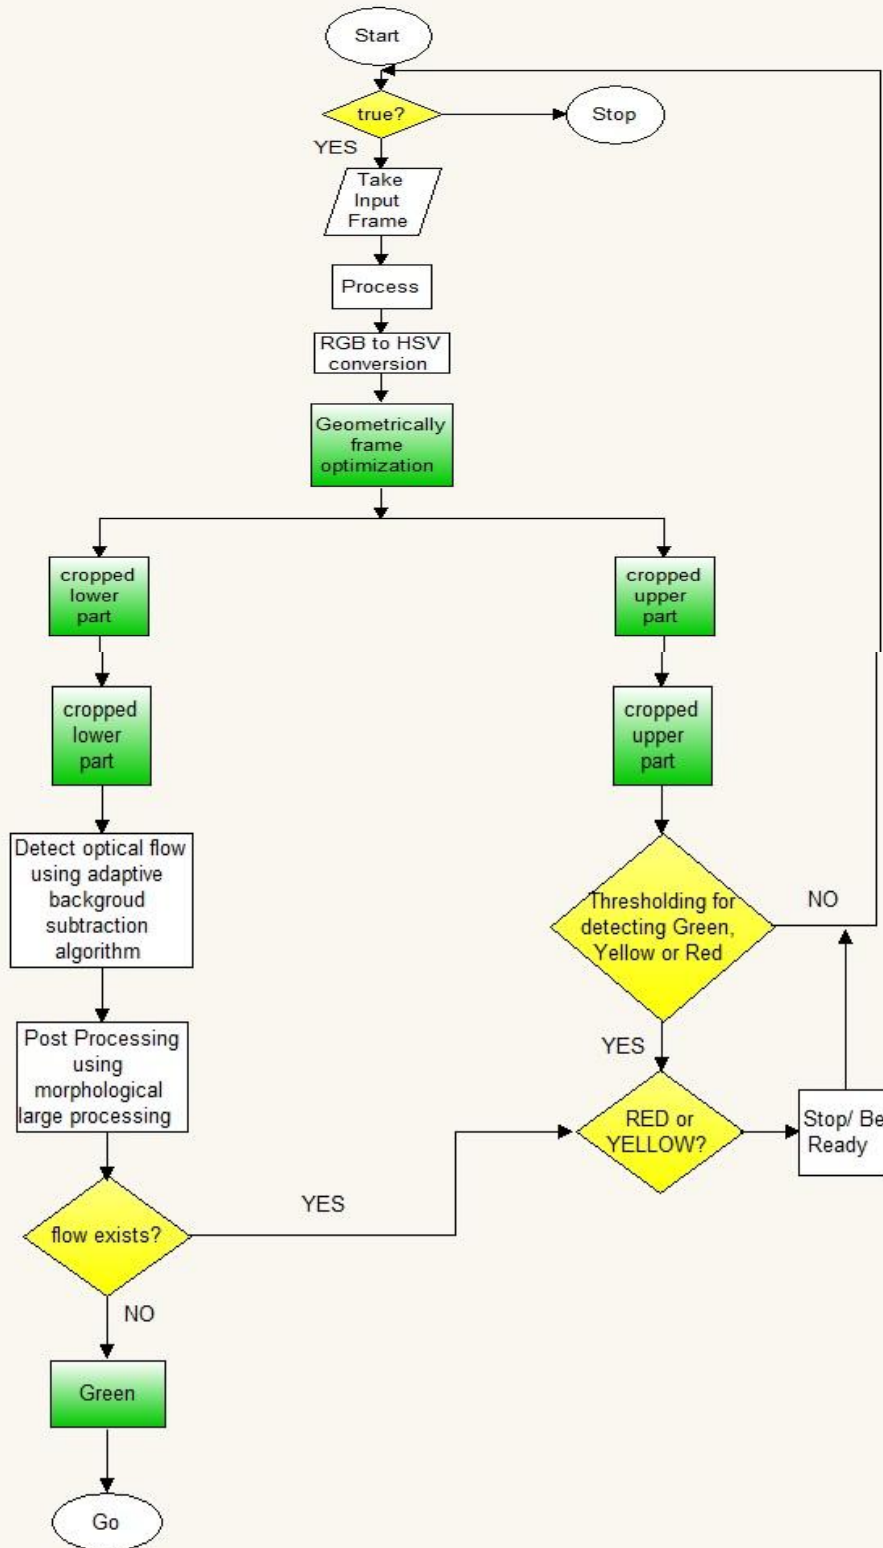 Start
true?
Stop
YES
Take
Input
Frame
Process
RGB to HSV
conversion
Geometrically
frame
optimization
cropped
lower
part
cropped
upper
part
cropped
lower
part
cropped
upper
part
Detect optical flow
using adaptive
backgroud
subtraction
algorithm
Thresholding for
detecting Green,
Yellow or Red
NO
YES
Post Processing
using
morphological
large processing
RED or
YELLOW?
Stop/ Be
Ready
flow exists?
YES
NO
Green
Go